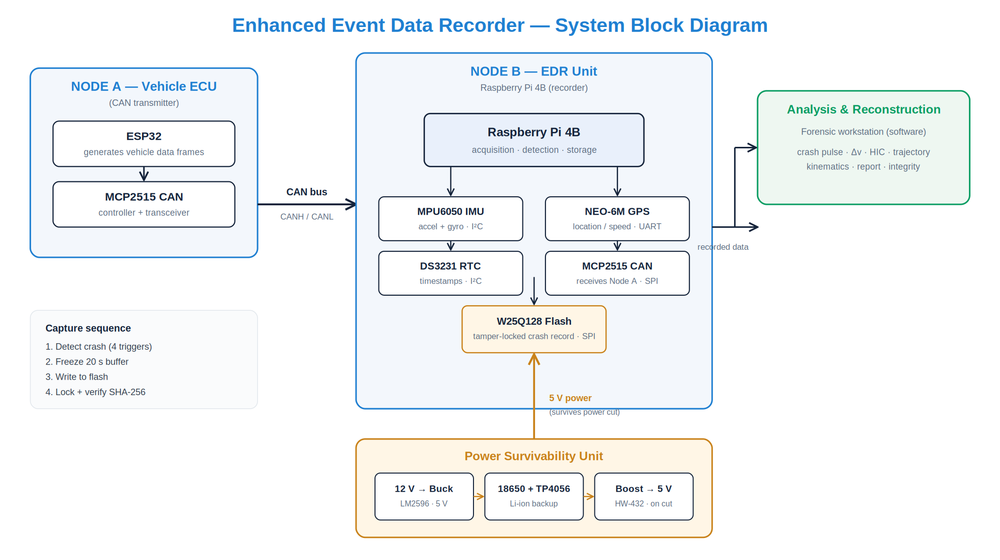 Enhanced Event Data Recorder — System Block Diagram
NODE A — Vehicle ECU
(CAN transmitter)
ESP32
generates vehicle data frames
MCP2515 CAN
controller + transceiver
CAN bus
CANH / CANL
NODE B — EDR Unit
Raspberry Pi 4B (recorder)
Raspberry Pi 4B
acquisition · detection · storage
MPU6050 IMU
accel + gyro · I²C
NEO-6M GPS
location / speed · UART
DS3231 RTC
timestamps · I²C
MCP2515 CAN
receives Node A · SPI
W25Q128 Flash
tamper-locked crash record · SPI
recorded data
Analysis & Reconstruction
Forensic workstation (software)
crash pulse · Δv · HIC · trajectory
kinematics · report · integrity
Capture sequence
1. Detect crash (4 triggers)
2. Freeze 20 s buffer
3. Write to flash
4. Lock + verify SHA-256
5 V power
(survives power cut)
Power Survivability Unit
12 V → Buck
LM2596 · 5 V
18650 + TP4056
Li-ion backup
Boost → 5 V
HW-432 · on cut